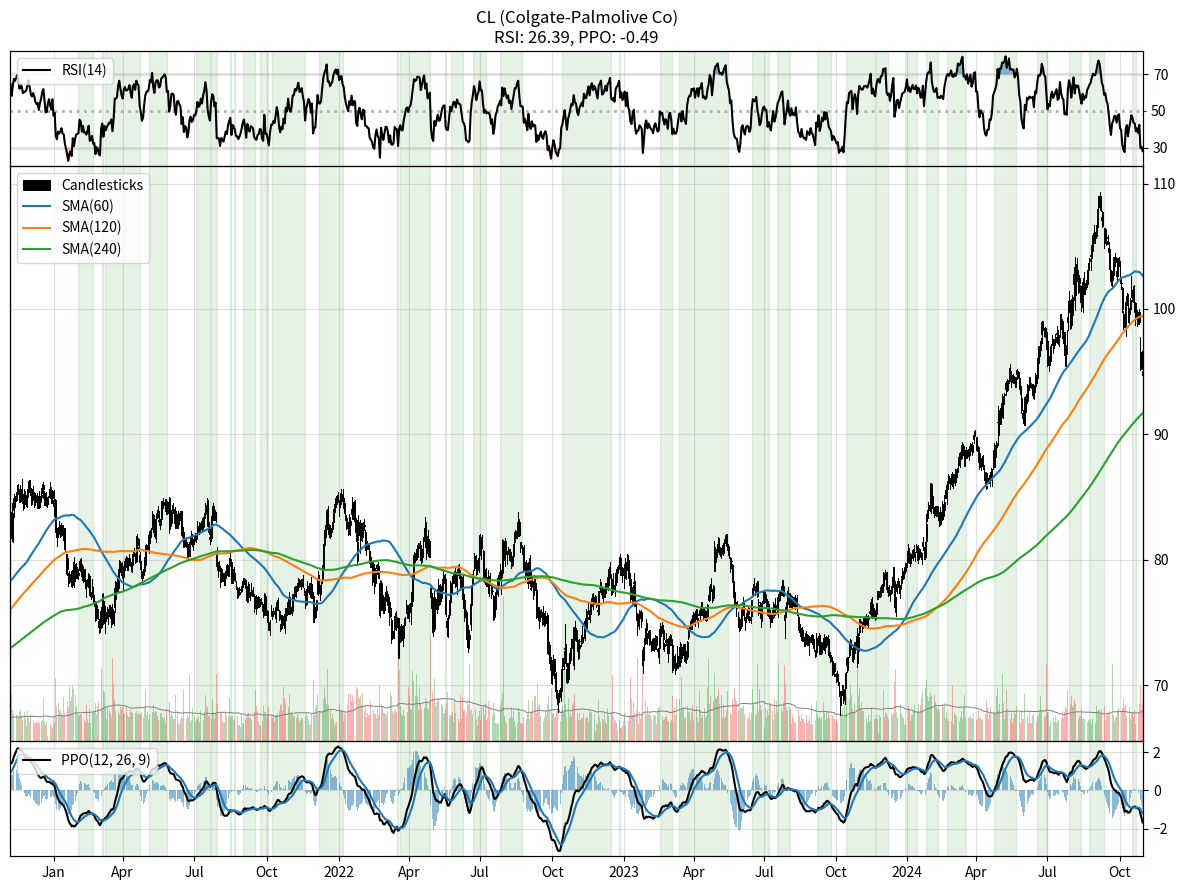 CL (Colgate-Palmolive Co)
RSI: 26.39, PPO: -0.49
RSI(14)
70
50
30
Candlesticks
SMA(60)
SMA(120)
SMA(240)
110
100
90
80
70
PPO(12, 26, 9)
2
0
−2
Jan Apr Jul Oct 2022 Apr Jul Oct 2023 Apr Jul Oct 2024 Apr Jul Oct